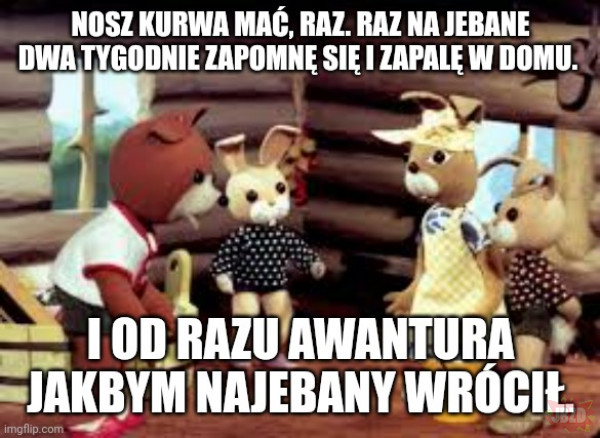 NOSZ KURWA MAĆ, RAZ. RAZ NA JEBANE
DWA TYGODNIE ZAPOMNĘ SIĘ I ZAPALĘ W DOMU.
I OD RAZU AWANTURA
JAKBYM NAJEBANY WRÓCIŁ.
imgflip.com